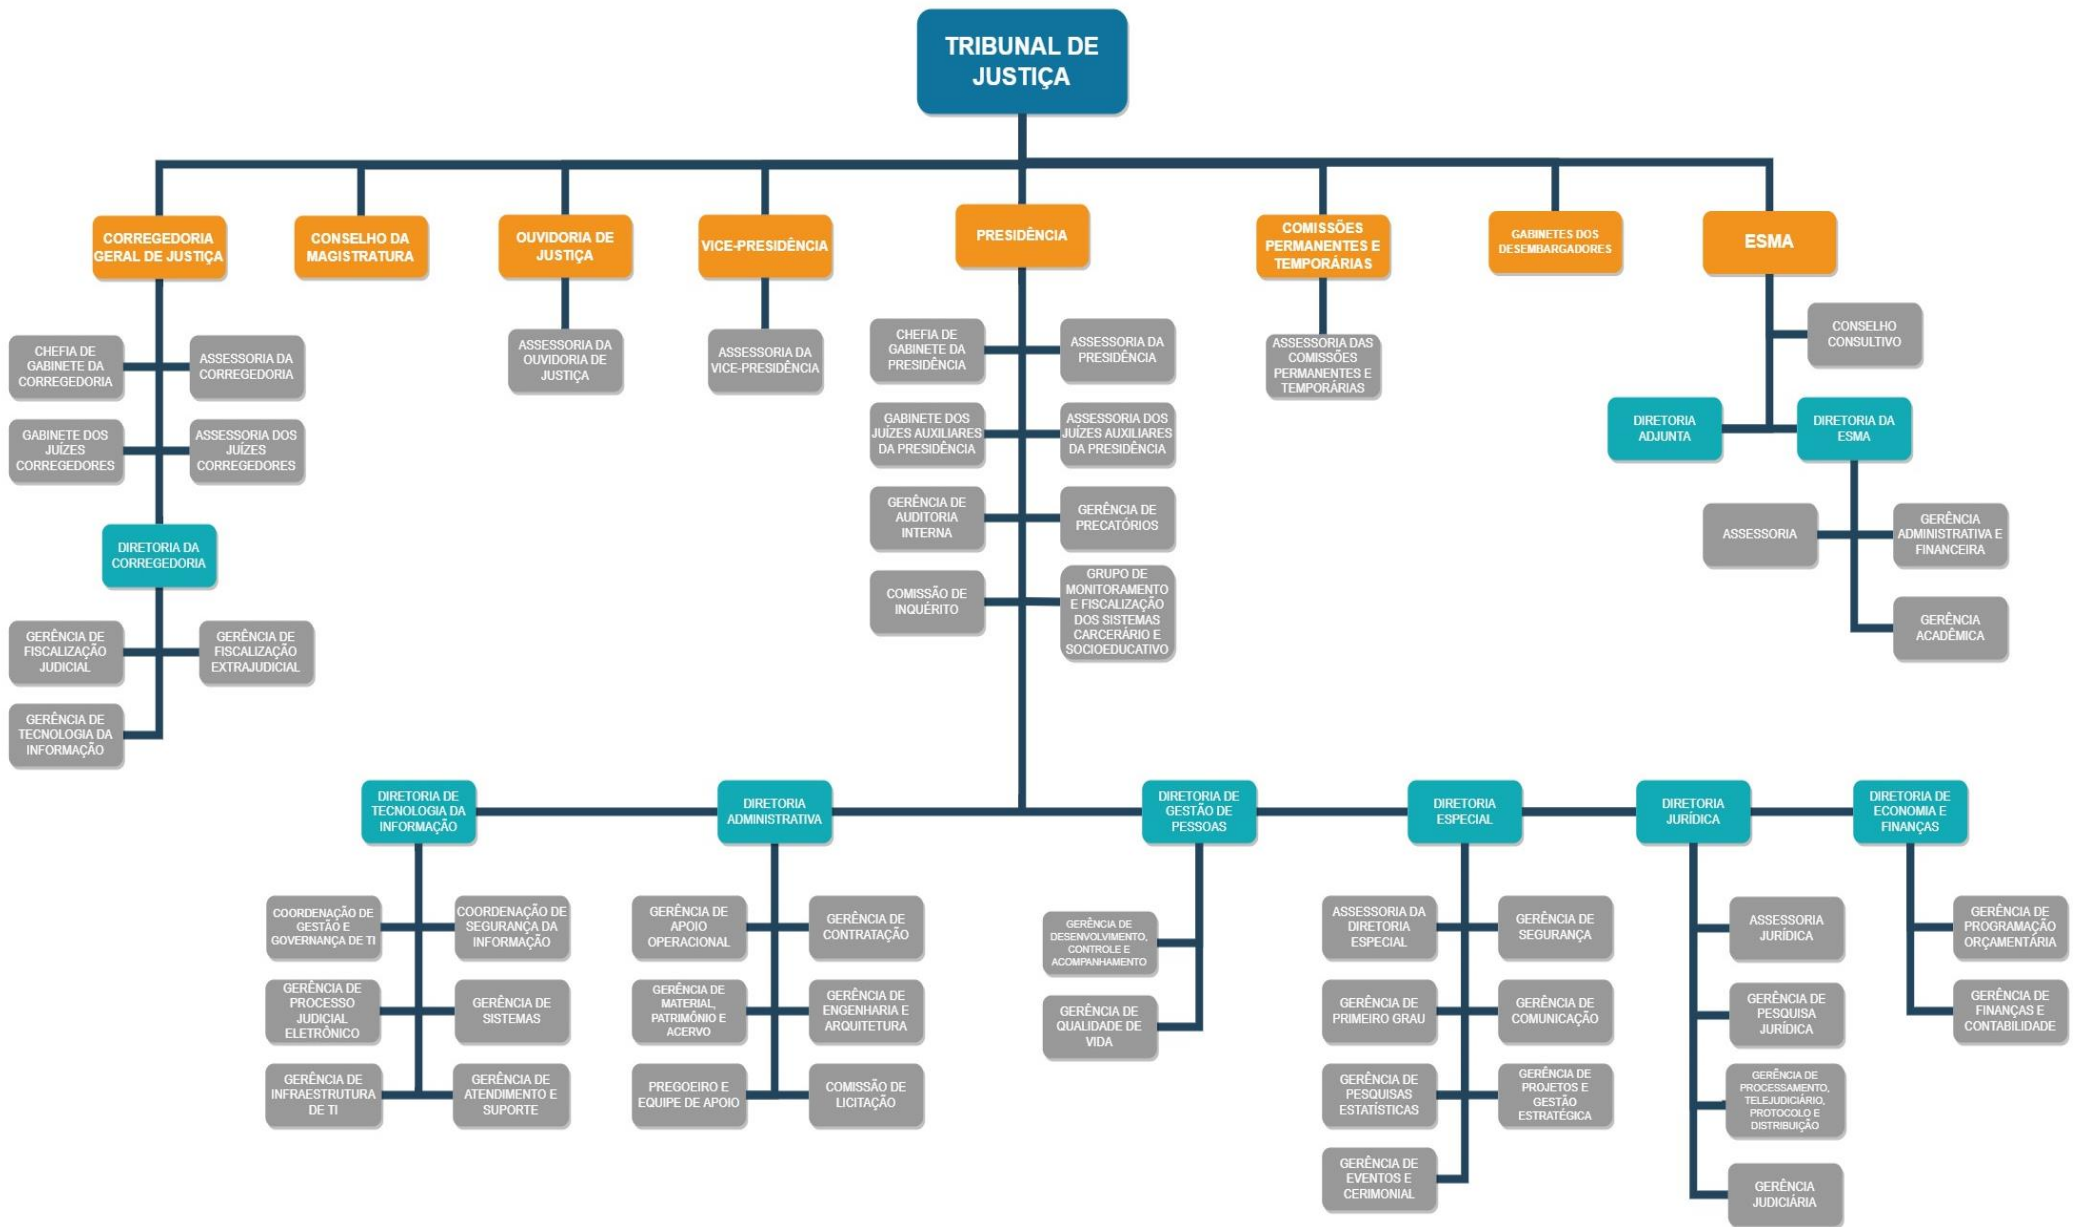 TRIBUNAL DE
JUSTIÇA
CORREGEDORIA
GERAL DE JUSTIÇA
CONSELHO DA
MAGISTRATURA
OUVIDORIA DE
JUSTIÇA
VICE-PRESIDÊNCIA
PRESIDÊNCIA
COMISSÕES
PERMANENTES E
TEMPORÁRIAS
GABINETES DOS
DESEMBARGADORES
ESMA
CHEFIA DE
GABINETE DA
CORREGEDORIA
ASSESSORIA DA
CORREGEDORIA
GABINETE DOS
JUÍZES
CORREGEDORES
ASSESSORIA DOS
JUÍZES
CORREGEDORES
DIRETORIA DA
CORREGEDORIA
GERÊNCIA DE
FISCALIZAÇÃO
JUDICIAL
GERÊNCIA DE
FISCALIZAÇÃO
EXTRAJUDICIAL
GERÊNCIA DE
TECNOLOGIA DA
INFORMAÇÃO
ASSESSORIA DA
OUVIDORIA DE
JUSTIÇA
ASSESSORIA DA
VICE-PRESIDÊNCIA
CHEFIA DE
GABINETE DA
PRESIDÊNCIA
ASSESSORIA DA
PRESIDÊNCIA
GABINETE DOS
JUÍZES AUXILIARES
DA PRESIDÊNCIA
ASSESSORIA DOS
JUÍZES AUXILIARES
DA PRESIDÊNCIA
GERÊNCIA DE
AUDITORIA
INTERNA
GERÊNCIA DE
PRECATÓRIOS
COMISSÃO DE
INQUÉRITO
GRUPO DE
MONITORAMENTO
E FISCALIZAÇÃO
DOS SISTEMAS
CARCERÁRIO E
SOCIOEDUCATIVO
ASSESSORIA DAS
COMISSÕES
PERMANENTES E
TEMPORÁRIAS
CONSELHO
CONSULTIVO
DIRETORIA
ADJUNTA
DIRETORIA DA
ESMA
ASSESSORIA
GERÊNCIA
ADMINISTRATIVA E
FINANCEIRA
GERÊNCIA
ACADÊMICA
DIRETORIA DE
TECNOLOGIA DA
INFORMAÇÃO
DIRETORIA
ADMINISTRATIVA
DIRETORIA DE
GESTÃO DE
PESSOAS
DIRETORIA
ESPECIAL
DIRETORIA
JURÍDICA
DIRETORIA DE
ECONOMIA E
FINANÇAS
COORDENAÇÃO DE
GESTÃO E
GOVERNANÇA DE TI
COORDENAÇÃO DE
SEGURANÇA DA
INFORMAÇÃO
GERÊNCIA DE
PROCESSO
JUDICIAL
ELETRÔNICO
GERÊNCIA DE
SISTEMAS
GERÊNCIA DE
INFRAESTRUTURA
DE TI
GERÊNCIA DE
ATENDIMENTO E
SUPORTE
GERÊNCIA DE
APOIO
OPERACIONAL
GERÊNCIA DE
CONTRATAÇÃO
GERÊNCIA DE
MATERIAL,
PATRIMÔNIO E
ACERVO
GERÊNCIA DE
ENGENHARIA E
ARQUITETURA
PREGOEIRO E
EQUIPE DE APOIO
COMISSÃO DE
LICITAÇÃO
GERÊNCIA DE
DESENVOLVIMENTO,
CONTROLE E
ACOMPANHAMENTO
GERÊNCIA DE
QUALIDADE DE
VIDA
ASSESSORIA DA
DIRETORIA
ESPECIAL
GERÊNCIA DE
SEGURANÇA
GERÊNCIA DE
PRIMEIRO GRAU
GERÊNCIA DE
COMUNICAÇÃO
GERÊNCIA DE
PESQUISAS
ESTATÍSTICAS
GERÊNCIA DE
PROJETOS E
GESTÃO
ESTRATÉGICA
GERÊNCIA DE
EVENTOS E
CERIMONIAL
ASSESSORIA
JURÍDICA
GERÊNCIA DE
PESQUISA
JURÍDICA
GERÊNCIA DE
PROCESSAMENTO,
TELEJUDICIÁRIO,
PROTOCOLO E
DISTRIBUIÇÃO
GERÊNCIA
JUDICIÁRIA
GERÊNCIA DE
PROGRAMAÇÃO
ORÇAMENTÁRIA
GERÊNCIA DE
FINANÇAS E
CONTABILIDADE